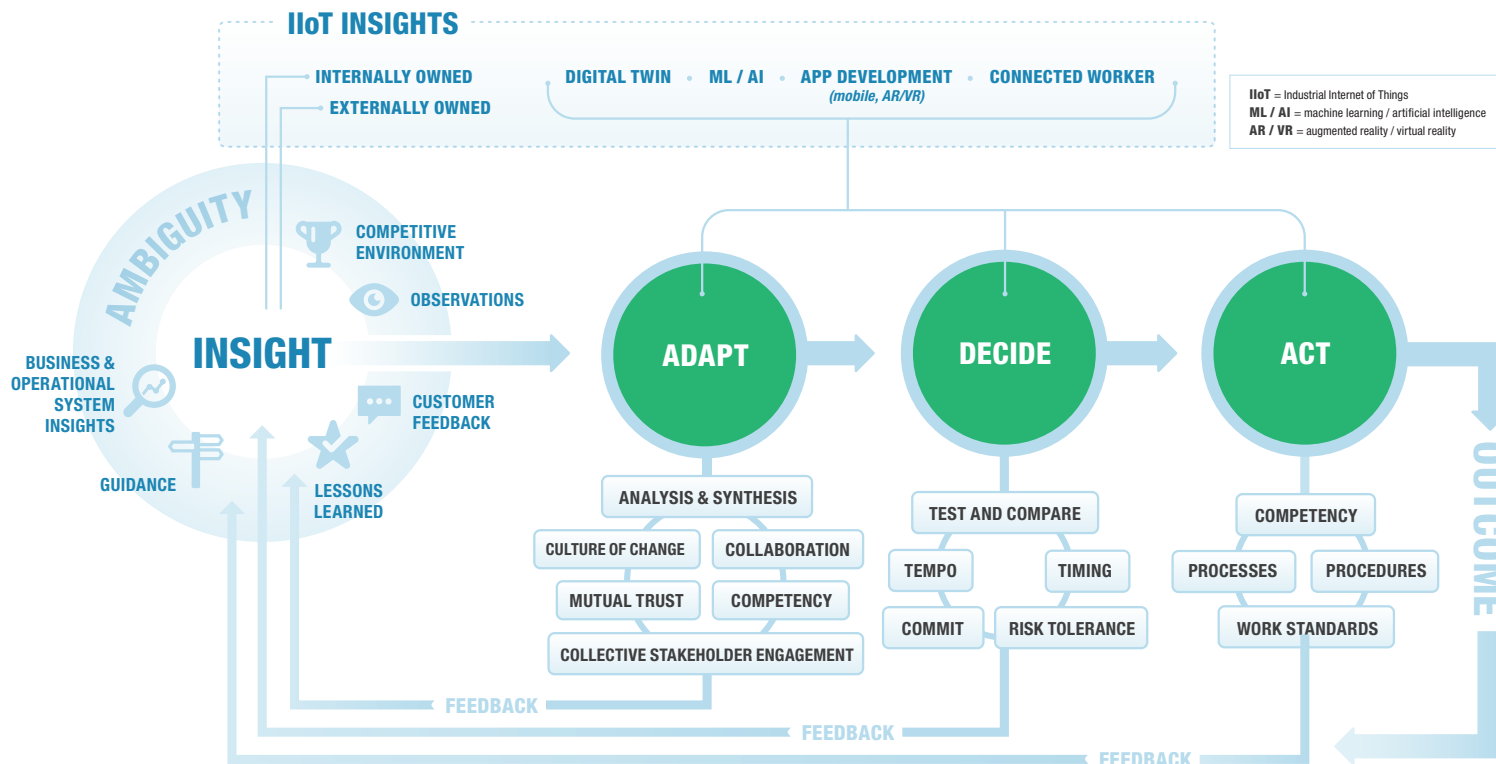 IIoT INSIGHTS
INTERNALLY OWNED
EXTERNALLY OWNED
DIGITAL TWIN • ML / AI • APP DEVELOPMENT • CONNECTED WORKER
(mobile, AR/VR)
IIoT = Industrial Internet of Things
ML / AI = machine learning / artificial intelligence
AR / VR = augmented reality / virtual reality
AMBIGUITY
COMPETITIVE
ENVIRONMENT
OBSERVATIONS
INSIGHT
BUSINESS &
OPERATIONAL
SYSTEM
INSIGHTS
CUSTOMER
FEEDBACK
GUIDANCE
LESSONS
LEARNED
ADAPT
DECIDE
ACT
OUTCOME
ANALYSIS & SYNTHESIS
CULTURE OF CHANGE
COLLABORATION
MUTUAL TRUST
COMPETENCY
COLLECTIVE STAKEHOLDER ENGAGEMENT
TEST AND COMPARE
TEMPO
TIMING
COMMIT
RISK TOLERANCE
COMPETENCY
PROCESSES
PROCEDURES
WORK STANDARDS
FEEDBACK
FEEDBACK
FEEDBACK